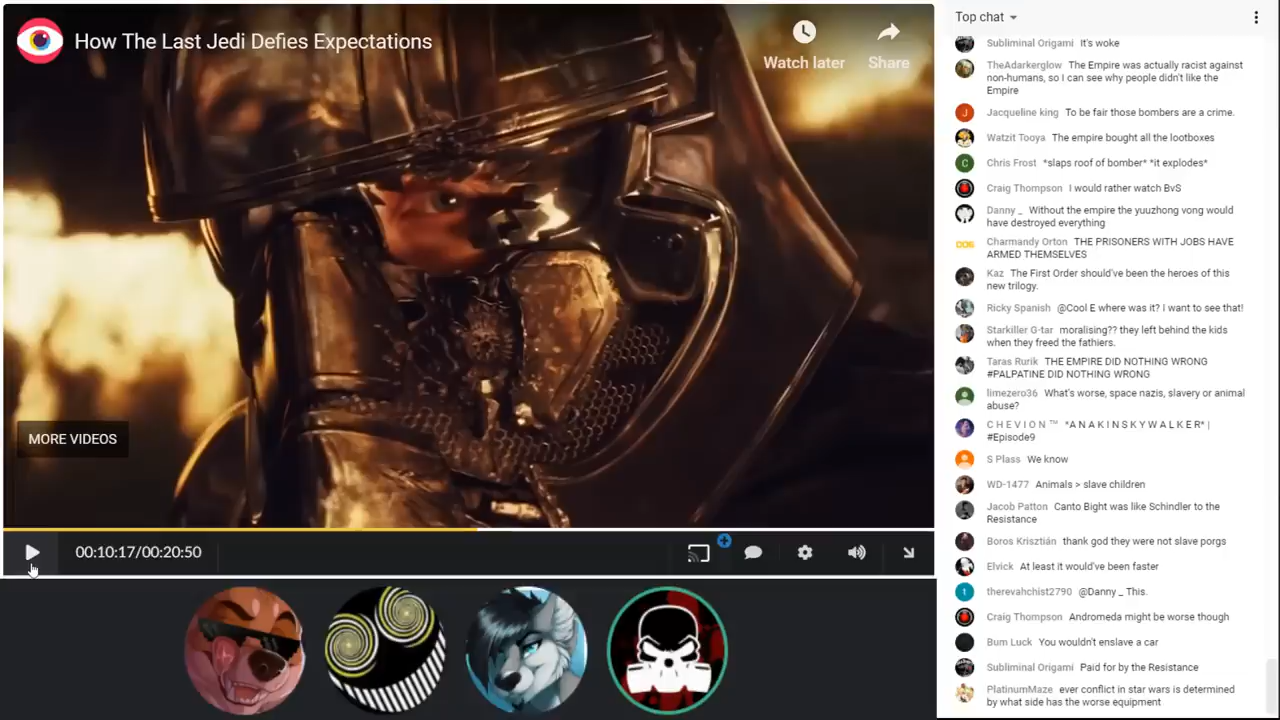 How The Last Jedi Defies Expectations
Watch later
Share
MORE VIDEOS
00:10:17/00:20:50
Top chat
Subliminal Origami It's woke
TheAdarkerglow The Empire was actually racist against
non-humans, so I can see why people didn't like the
Empire
J
Jacqueline king To be fair those bombers are a crime.
Watzit Tooya The empire bought all the lootboxes
C
Chris Frost *slaps roof of bomber* *it explodes*
Craig Thompson I would rather watch BvS
Danny _ Without the empire the yuuzhong vong would
have destroyed everything
Charmandy Orton THE PRISONERS WITH JOBS HAVE
ARMED THEMSELVES
Kaz The First Order should've been the heroes of this
new trilogy.
Ricky Spanish @Cool E where was it? I want to see that!
Starkiller G-tar moralising?? they left behind the kids
when they freed the fathiers.
Taras Rurik THE EMPIRE DID NOTHING WRONG
#PALPATINE DID NOTHING WRONG
limezero36 What's worse, space nazis, slavery or animal
abuse?
C H E V I O N ™ *A N A K I N S K Y W A L K E R* |
#Episode9
S Plass We know
WD-1477 Animals > slave children
Jacob Patton Canto Bight was like Schindler to the
Resistance
Boros Krisztián thank god they were not slave porgs
Elvick At least it would've been faster
t
therevahchist2790 @Danny _ This.
Craig Thompson Andromeda might be worse though
Bum Luck You wouldn't enslave a car
Subliminal Origami Paid for by the Resistance
PlatinumMaze ever conflict in star wars is determined
by what side has the worse equipment